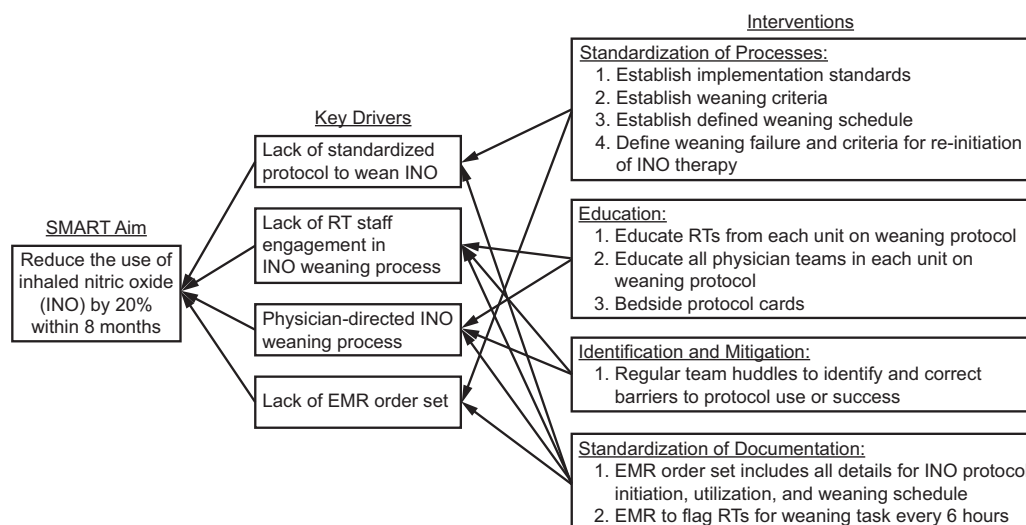 Interventions
Standardization of Processes:
1. Establish implementation standards
2. Establish weaning criteria
3. Establish defined weaning schedule
4. Define weaning failure and criteria for re-initiation
of INO therapy
Key Drivers
Lack of standardized
protocol to wean INO
Lack of RT staff
engagement in
INO weaning process
Physician-directed INO
weaning process
Lack of EMR order set
SMART Aim
Reduce the use of
inhaled nitric oxide
(INO) by 20%
within 8 months
Education:
1. Educate RTs from each unit on weaning protocol
2. Educate all physician teams in each unit on
weaning protocol
3. Bedside protocol cards
Identification and Mitigation:
1. Regular team huddles to identify and correct
barriers to protocol use or success
Standardization of Documentation:
1. EMR order set includes all details for INO protocol
initiation, utilization, and weaning schedule
2. EMR to flag RTs for weaning task every 6 hours